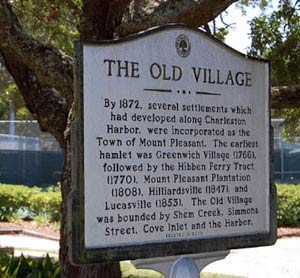 THE OLD VILLAGE
By 1872, several settlements which
had developed along Charleston
Harbor, were incorporated as the
Town of Mount Pleasant. The earliest
hamlet was Greenwich Village (1766),
followed by the Hibben Ferry Tract
(1770), Mount Pleasant Plantation
(1808), Hilliardsville (1847), and
Lucasville (1853). The Old Village
was bounded by Shem Creek, Simmons
Street, Cove Inlet and the Harbor.